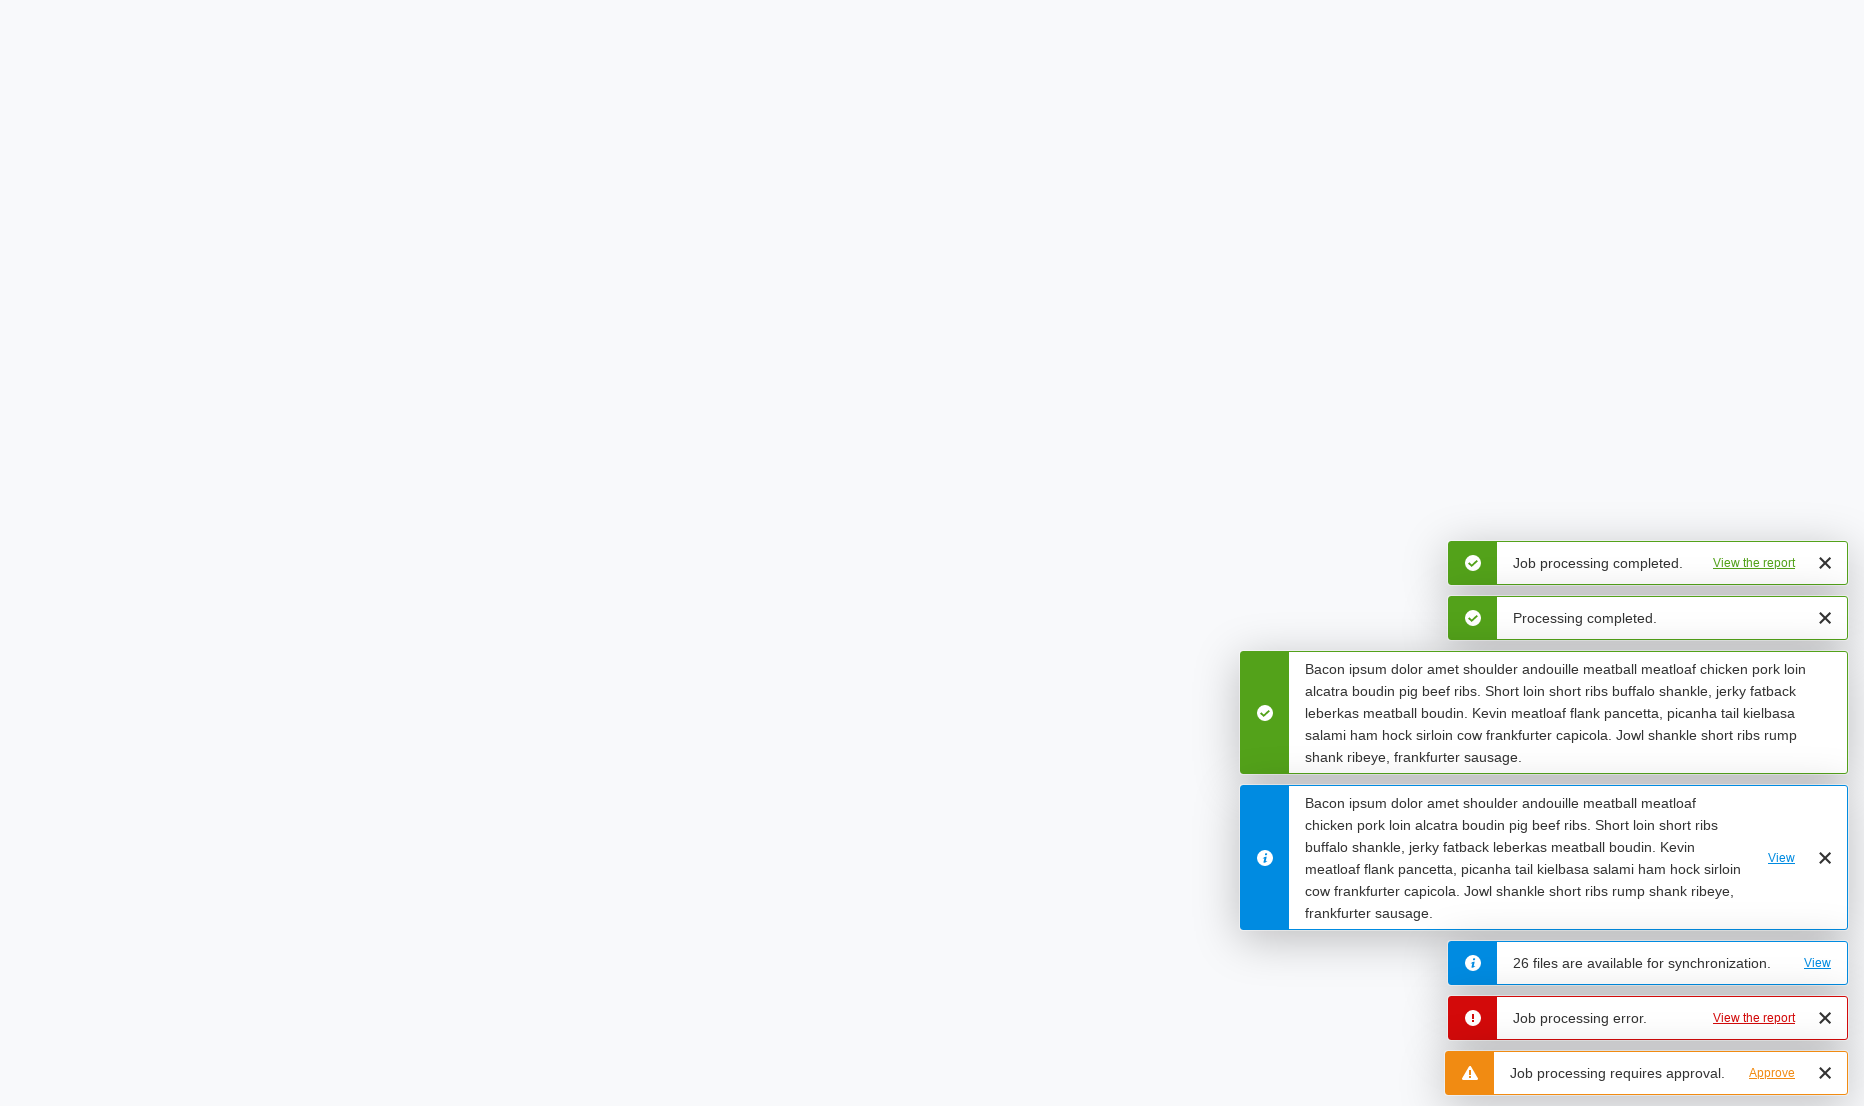 Job processing completed. View the report
Processing completed.
Bacon ipsum dolor amet shoulder andouille meatball meatloaf chicken pork loin
alcatra boudin pig beef ribs. Short loin short ribs buffalo shankle, jerky fatback
leberkas meatball boudin. Kevin meatloaf flank pancetta, picanha tail kielbasa
salami ham hock sirloin cow frankfurter capicola. Jowl shankle short ribs rump
shank ribeye, frankfurter sausage.
Bacon ipsum dolor amet shoulder andouille meatball meatloaf
chicken pork loin alcatra boudin pig beef ribs. Short loin short ribs
buffalo shankle, jerky fatback leberkas meatball boudin. Kevin
meatloaf flank pancetta, picanha tail kielbasa salami ham hock sirloin
cow frankfurter capicola. Jowl shankle short ribs rump shank ribeye,
frankfurter sausage.
View
26 files are available for synchronization. View
Job processing error. View the report
Job processing requires approval. Approve